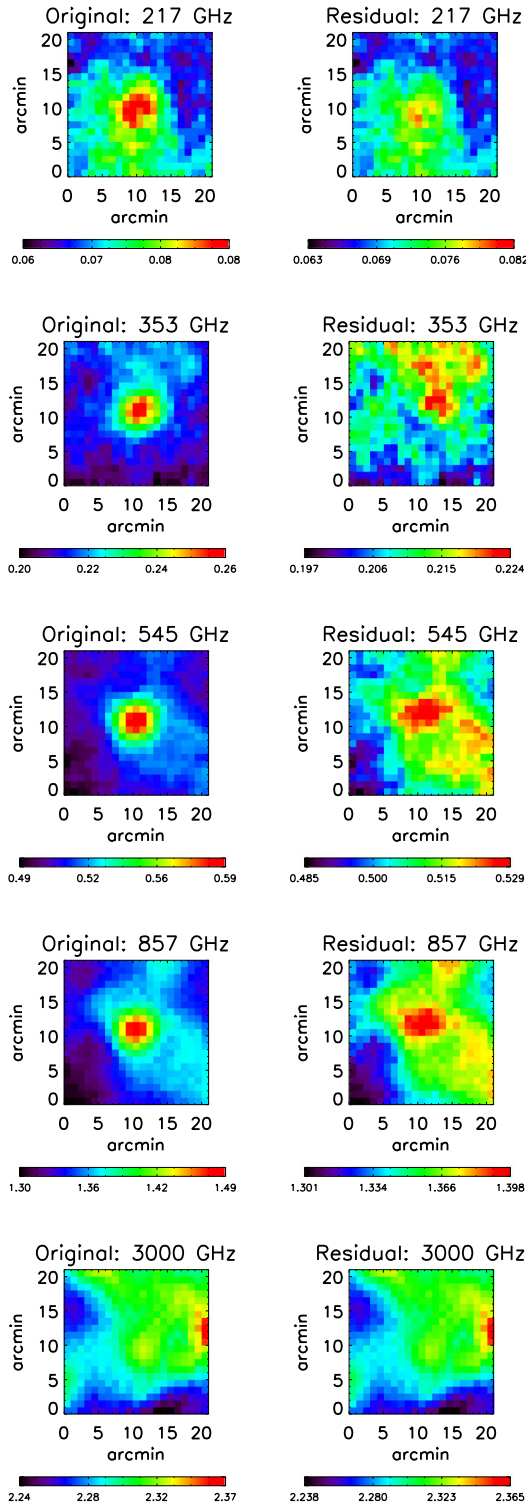 Original: 217 GHz
Residual: 217 GHz
20
15
10
5
0
arcmin
0 5 10 15 20
arcmin
0.06 0.07 0.08 0.08
20
15
10
5
0
arcmin
0 5 10 15 20
arcmin
0.063 0.069 0.076 0.082
Original: 353 GHz
Residual: 353 GHz
20
15
10
5
0
arcmin
0 5 10 15 20
arcmin
0.20 0.22 0.24 0.26
20
15
10
5
0
arcmin
0 5 10 15 20
arcmin
0.197 0.206 0.215 0.224
Original: 545 GHz
Residual: 545 GHz
20
15
10
5
0
arcmin
0 5 10 15 20
arcmin
0.49 0.52 0.56 0.59
20
15
10
5
0
arcmin
0 5 10 15 20
arcmin
0.485 0.500 0.515 0.529
Original: 857 GHz
Residual: 857 GHz
20
15
10
5
0
arcmin
0 5 10 15 20
arcmin
1.30 1.36 1.42 1.49
20
15
10
5
0
arcmin
0 5 10 15 20
arcmin
1.301 1.334 1.366 1.398
Original: 3000 GHz
Residual: 3000 GHz
20
15
10
5
0
arcmin
0 5 10 15 20
arcmin
2.24 2.28 2.32 2.37
20
15
10
5
0
arcmin
0 5 10 15 20
arcmin
2.238 2.280 2.323 2.365